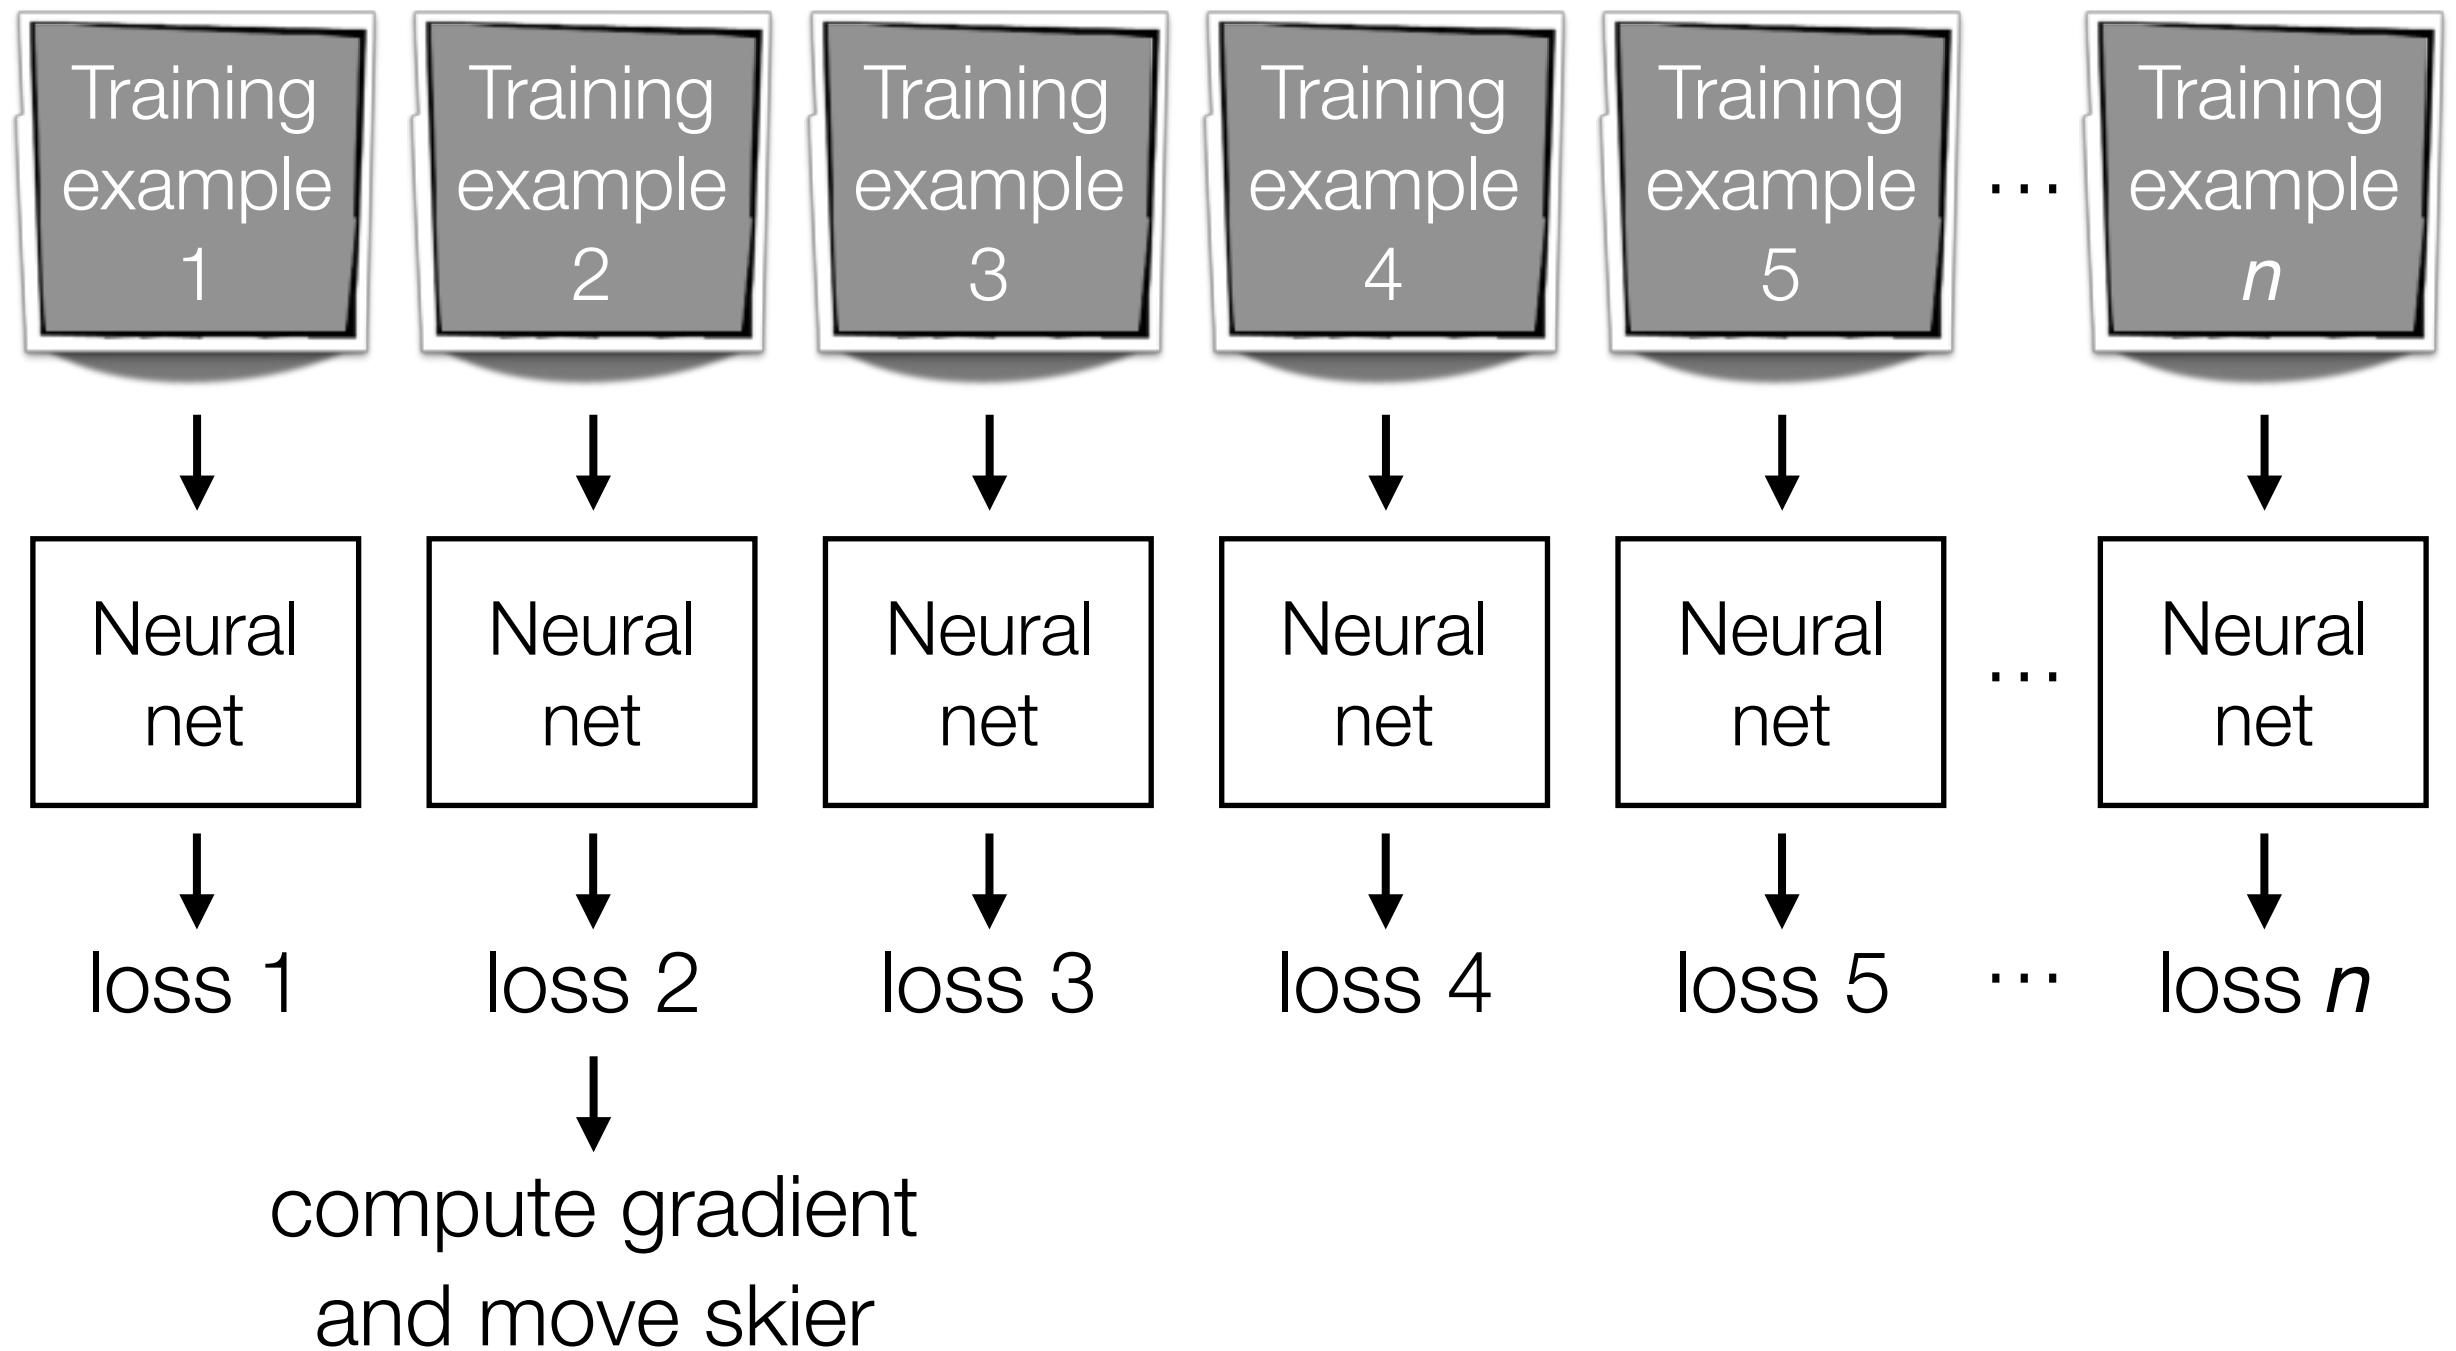 Training example 1
Training example 2
Training example 3
Training example 4
Training example 5
...
Training example n
Neural net
Neural net
Neural net
Neural net
Neural net
...
Neural net
loss 1
loss 2
loss 3
loss 4
loss 5
...
loss n
compute gradient
and move skier